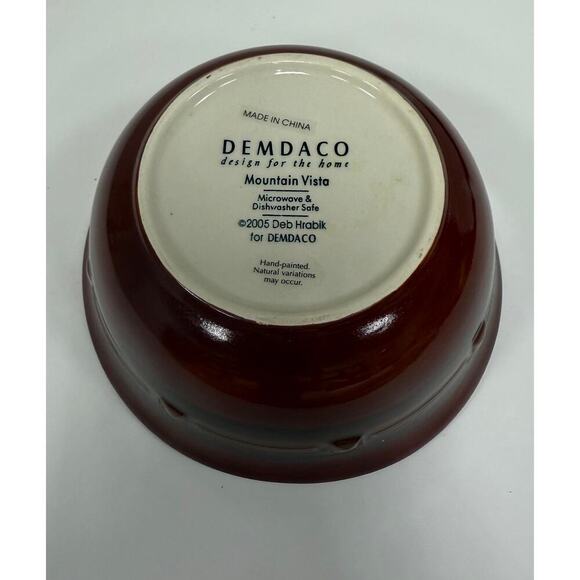 MADE IN CHINA
DEMDACO
design for the home
Mountain Vista
Microwave &
Dishwasher Safe
©2005 Deb Hrabik
for DEMDACO
Hand-painted.
Natural variations
may occur.